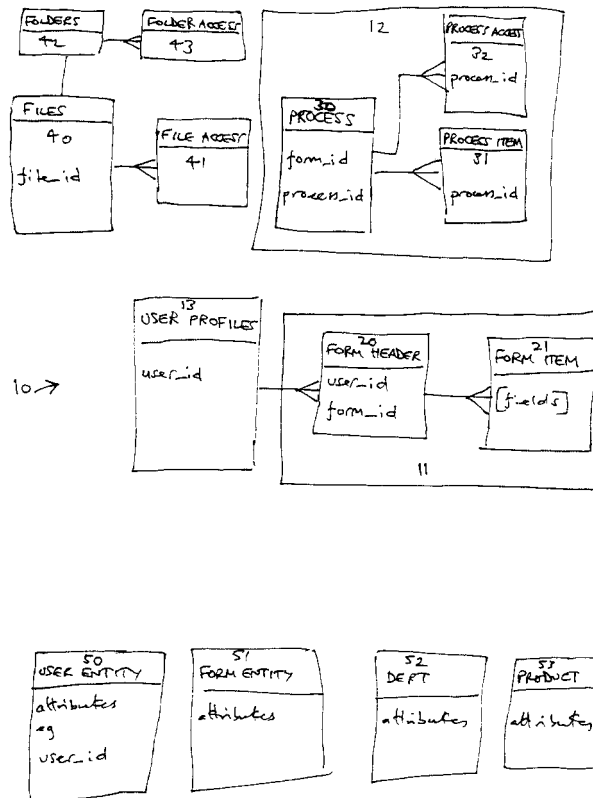 FOLDERS
42
FOLDER ACCESS
43
FILES
40
file_id
FILE ACCESS
41
12
PROCESS ACCESS
32
process_id
30
PROCESS
form_id
process_id
PROCESS ITEM
31
process_id
10
13
USER PROFILES
user_id
20
FORM HEADER
user_id
form_id
21
FORM ITEM
[fields]
11
50
USER ENTITY
attributes
eg
user_id
51
FORM ENTITY
attributes
52
DEPT
attributes
53
PRODUCT
attributes